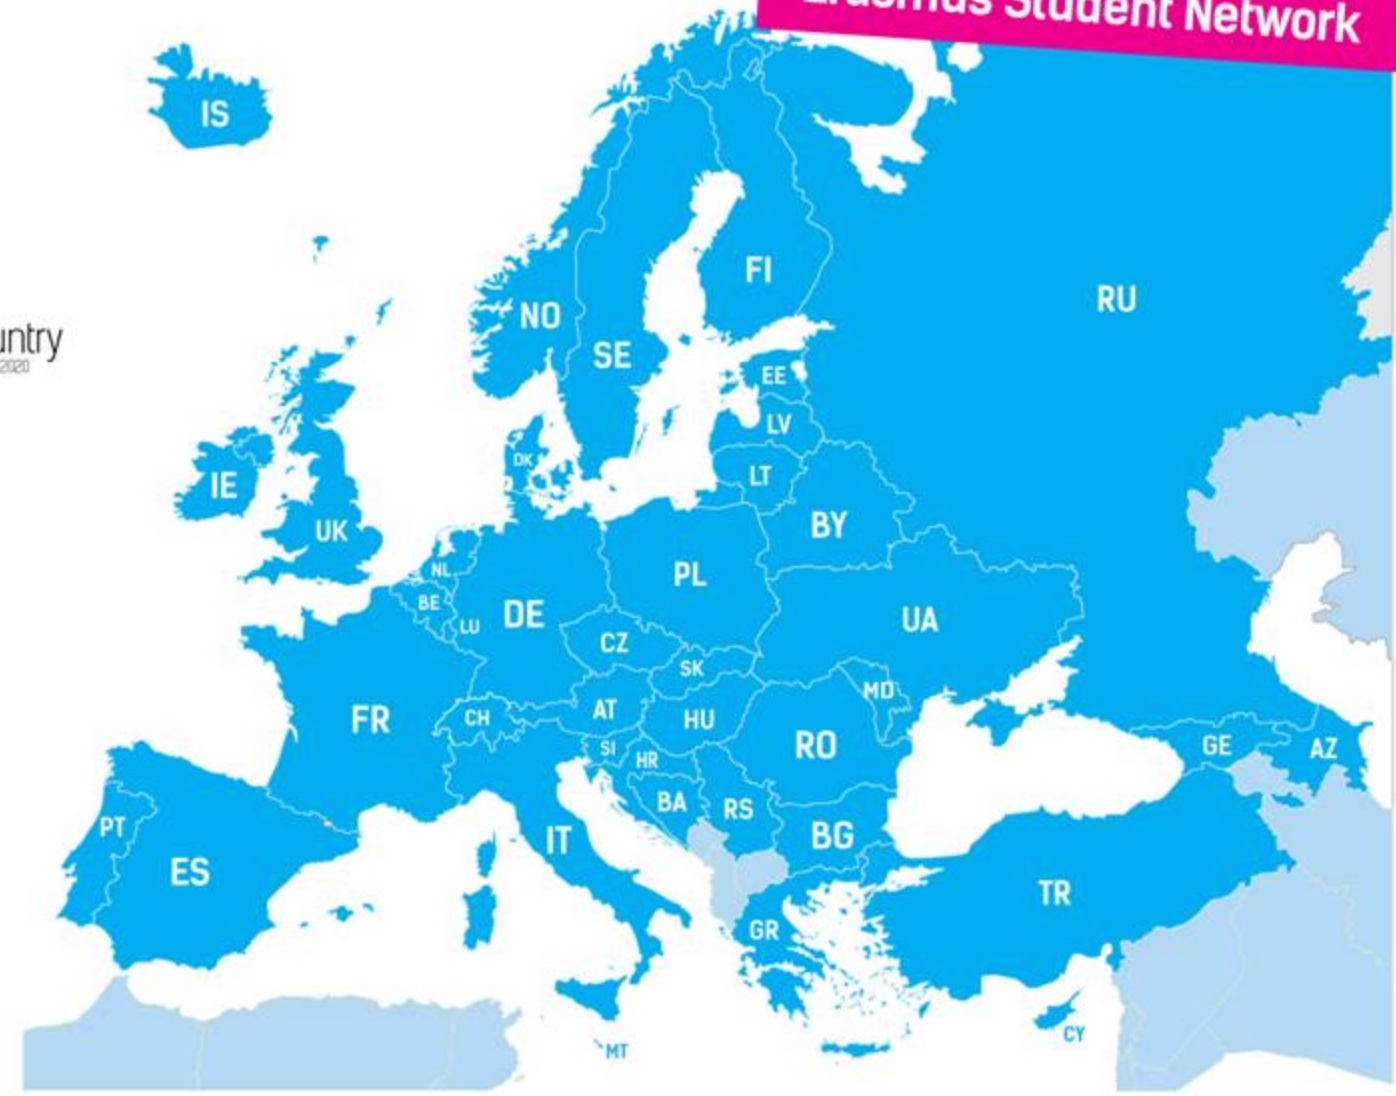 Student Network
IS
RU
FI
NO
SE
2020
EE
LV
DK
LT
IE
UK
BY
NL
PL
BE
DE
UA
LU
CZ
SK
MD
CH
AT
HU
FR
RO
GE
AZ
SI
HR
BA
RS
PT
BG
IT
ES
TR
GR
CY
MT